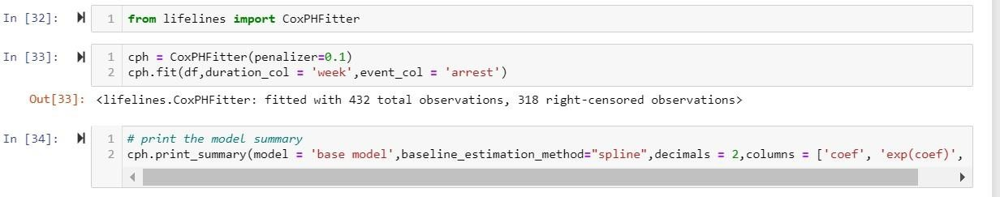 In [32]: 1 from lifelines import CoxPHFitter
In [33]: 1 cph = CoxPHFitter(penalizer=0.1)
2 cph.fit(df,duration_col = 'week',event_col = 'arrest')
Out[33]: <lifelines.CoxPHFitter: fitted with 432 total observations, 318 right-censored observations>
In [34]: 1 # print the model summary
2 cph.print_summary(model = 'base model',baseline_estimation_method="spline",decimals = 2,columns = ['coef', 'exp(coef)',